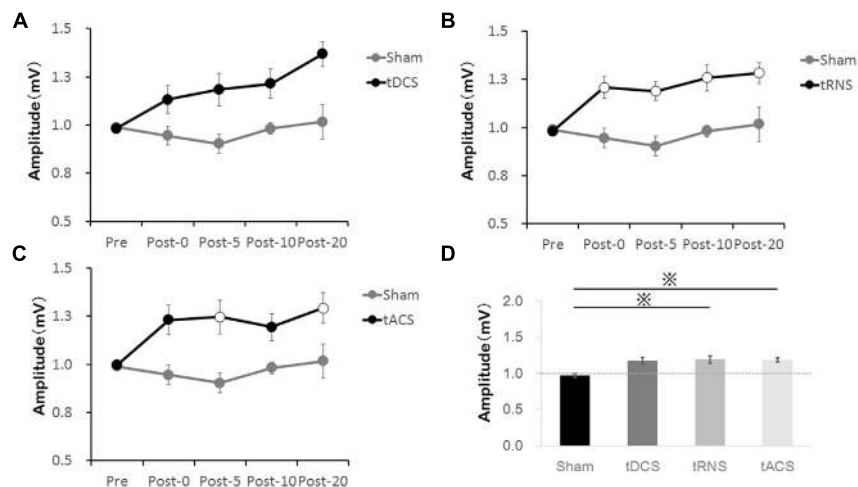 A
Amplitude(mV)
1.5
1.3
1.0
0.8
0.5
Sham
tDCS
Pre Post-0 Post-5 Post-10 Post-20
B
Amplitude(mV)
1.5
1.3
1.0
0.8
0.5
Sham
tRNS
Pre Post-0 Post-5 Post-10 Post-20
C
Amplitude(mV)
1.5
1.3
1.0
0.8
0.5
Sham
tACS
Pre Post-0 Post-5 Post-10 Post-20
D
※
※
Amplitude(mV)
2.0
1.5
1.0
0.5
0.0
Sham tDCS tRNS tACS